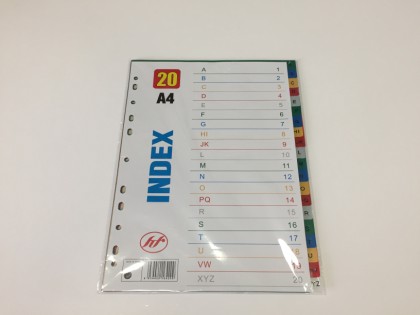 20
A4
INDEX
hf
A 1
B 2
C 3
D 4
E 5
F 6
G 7
HI 8
JK 9
L 10
M 11
N 12
O 13
PQ 14
R 15
S 16
T 17
U 18
VW 19
XYZ 20